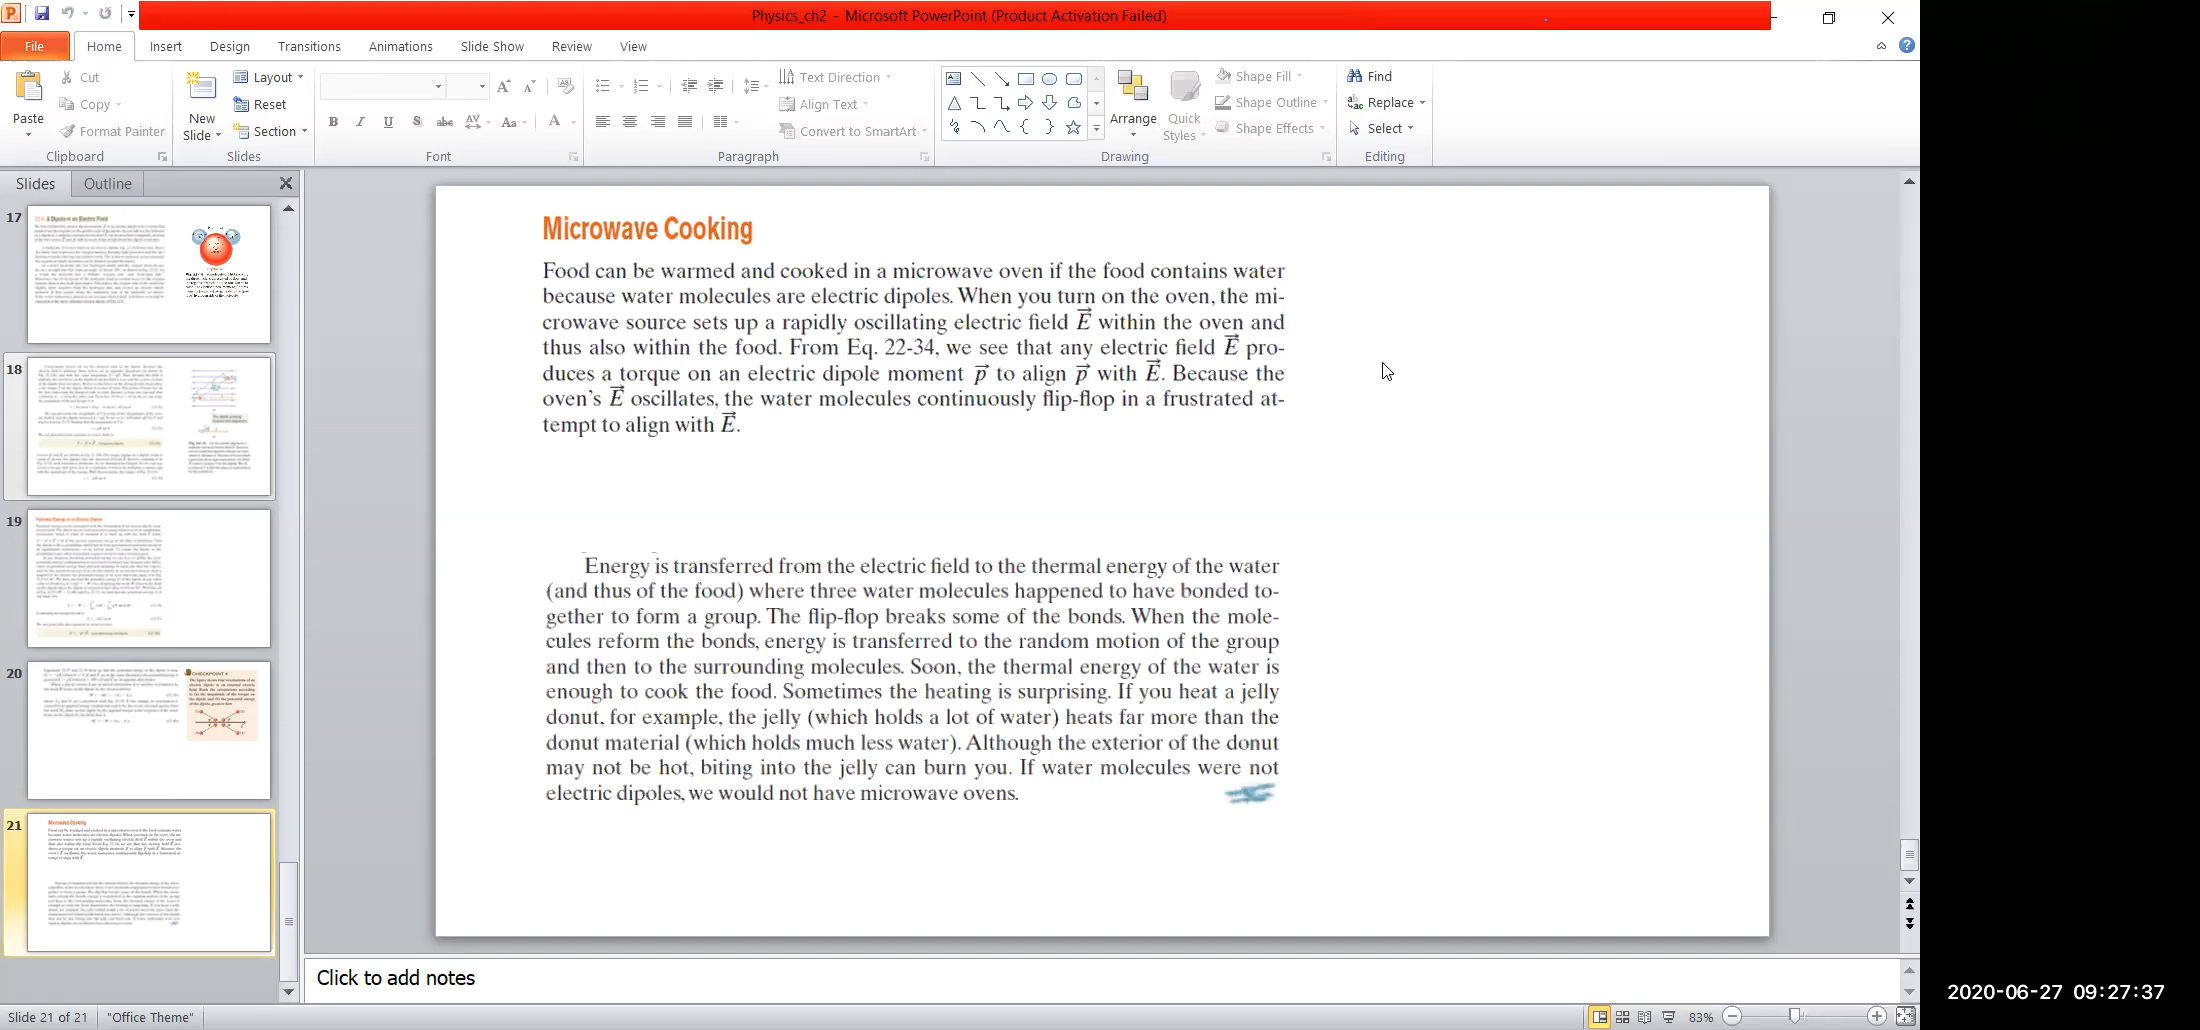 Physics_ch2 - Microsoft PowerPoint (Product Activation Failed)
File Home Insert Design Transitions Animations Slide Show Review View
Paste
Cut
Copy
Format Painter
Clipboard
New Slide
Layout
Reset
Section
Slides
Font
Text Direction
Align Text
Convert to SmartArt
Paragraph
Arrange
Quick Styles
Shape Fill
Shape Outline
Shape Effects
Drawing
Find
Replace
Select
Editing
Slides Outline
17
18
19
20
CHECKPOINT 4
21
Microwave Cooking
Microwave Cooking
Food can be warmed and cooked in a microwave oven if the food contains water
because water molecules are electric dipoles. When you turn on the oven, the mi-
crowave source sets up a rapidly oscillating electric field E⃗ within the oven and
thus also within the food. From Eq. 22-34, we see that any electric field E⃗ pro-
duces a torque on an electric dipole moment p⃗ to align p⃗ with E⃗. Because the
oven's E⃗ oscillates, the water molecules continuously flip-flop in a frustrated at-
tempt to align with E⃗.
Energy is transferred from the electric field to the thermal energy of the water
(and thus of the food) where three water molecules happened to have bonded to-
gether to form a group. The flip-flop breaks some of the bonds. When the mole-
cules reform the bonds, energy is transferred to the random motion of the group
and then to the surrounding molecules. Soon, the thermal energy of the water is
enough to cook the food. Sometimes the heating is surprising. If you heat a jelly
donut, for example, the jelly (which holds a lot of water) heats far more than the
donut material (which holds much less water). Although the exterior of the donut
may not be hot, biting into the jelly can burn you. If water molecules were not
electric dipoles, we would not have microwave ovens.
Click to add notes
Slide 21 of 21 "Office Theme" 83%
2020-06-27 09:27:37